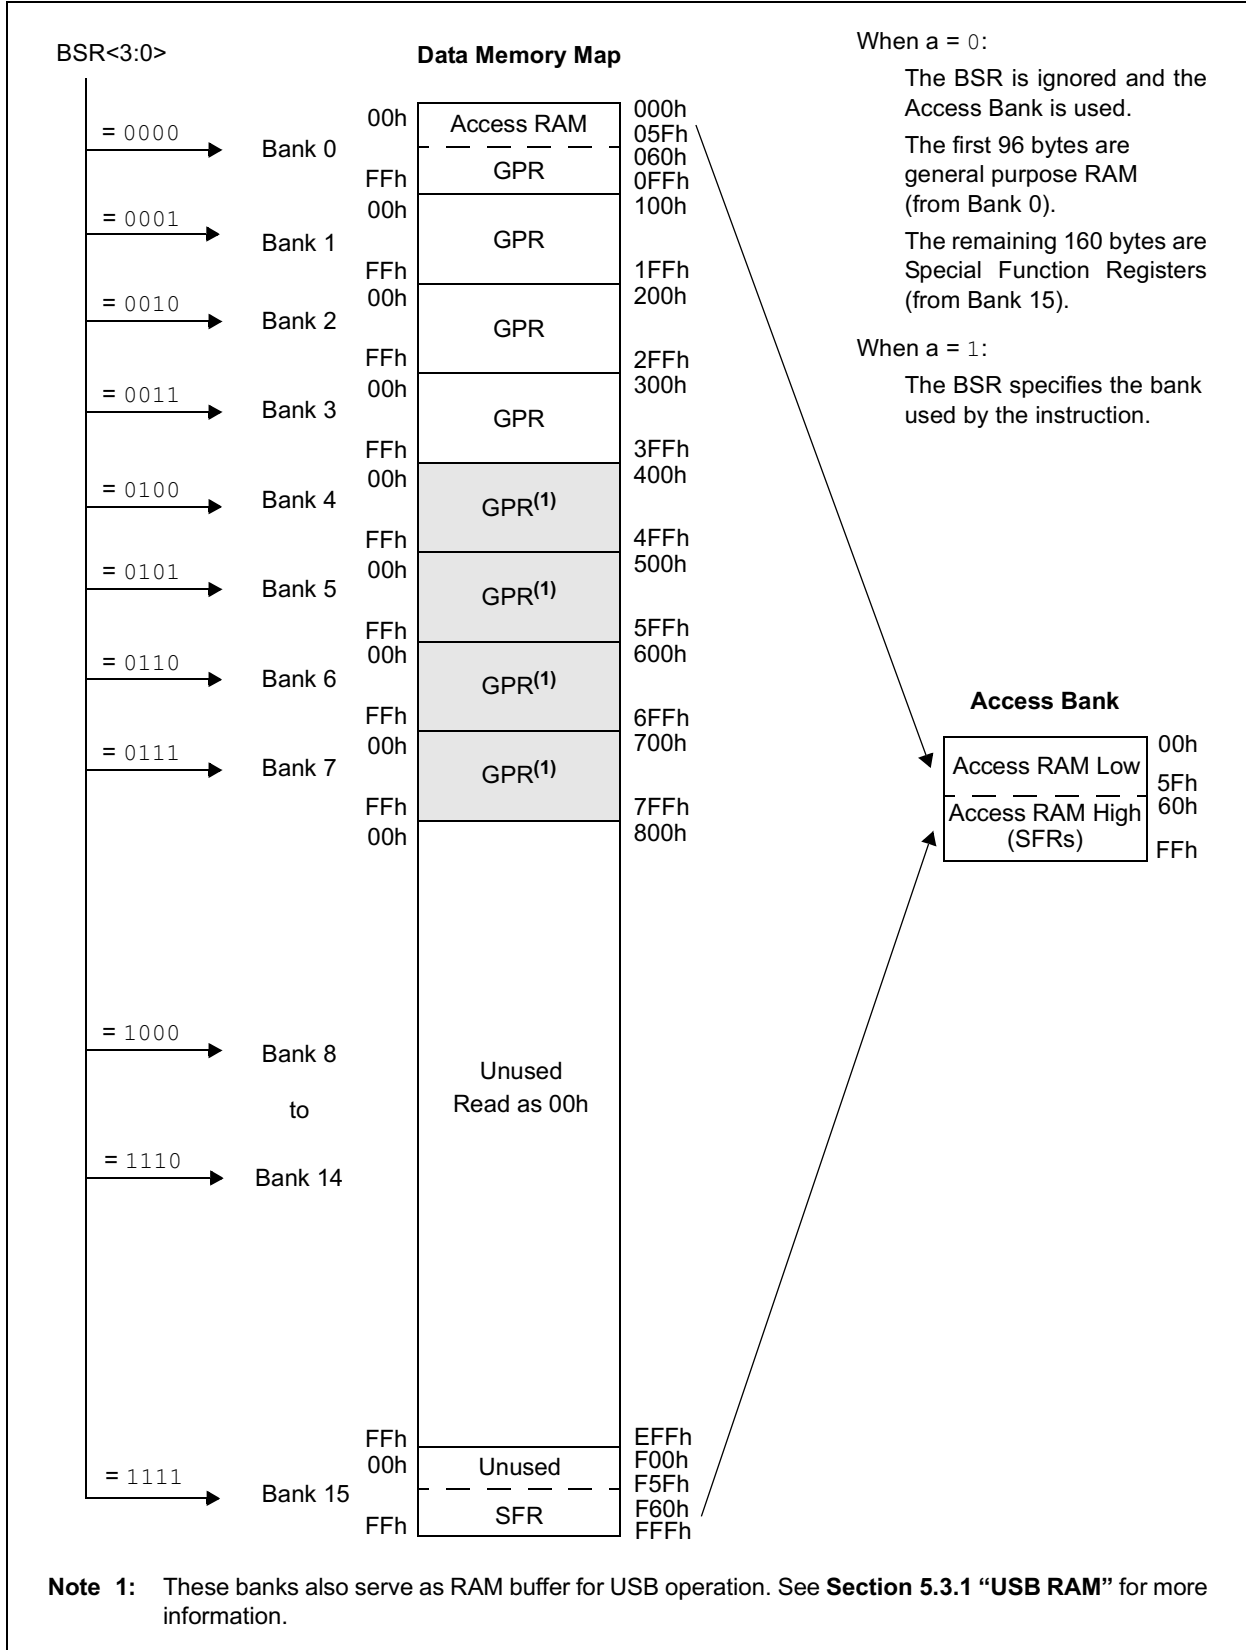 BSR<3:0>
Data Memory Map
When a = 0:
The BSR is ignored and the
Access Bank is used.
The first 96 bytes are
general purpose RAM
(from Bank 0).
The remaining 160 bytes are
Special Function Registers
(from Bank 15).
When a = 1:
The BSR specifies the bank
used by the instruction.
= 0000
Bank 0
00h
Access RAM
000h
05Fh
060h
GPR
FFh
0FFh
= 0001
Bank 1
00h
100h
GPR
FFh
1FFh
= 0010
Bank 2
00h
200h
GPR
FFh
2FFh
= 0011
Bank 3
00h
300h
GPR
FFh
3FFh
= 0100
Bank 4
00h
400h
GPR(1)
FFh
4FFh
= 0101
Bank 5
00h
500h
GPR(1)
FFh
5FFh
= 0110
Bank 6
00h
600h
GPR(1)
FFh
6FFh
= 0111
Bank 7
00h
700h
GPR(1)
FFh
7FFh
00h
800h
Access Bank
Access RAM Low
00h
5Fh
60h
Access RAM High
(SFRs)
FFh
= 1000
Bank 8
to
= 1110
Bank 14
Unused
Read as 00h
FFh
EFFh
= 1111
Bank 15
00h
Unused
F00h
F5Fh
F60h
SFR
FFh
FFFh
Note 1: These banks also serve as RAM buffer for USB operation. See Section 5.3.1 “USB RAM” for more
information.